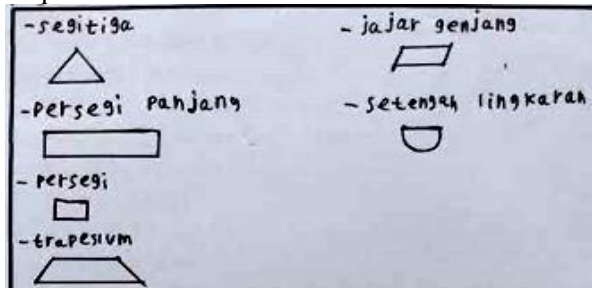 - segitiga
- persegi panjang
- persegi
- trapesium
- jajar genjang
- setengah lingkaran